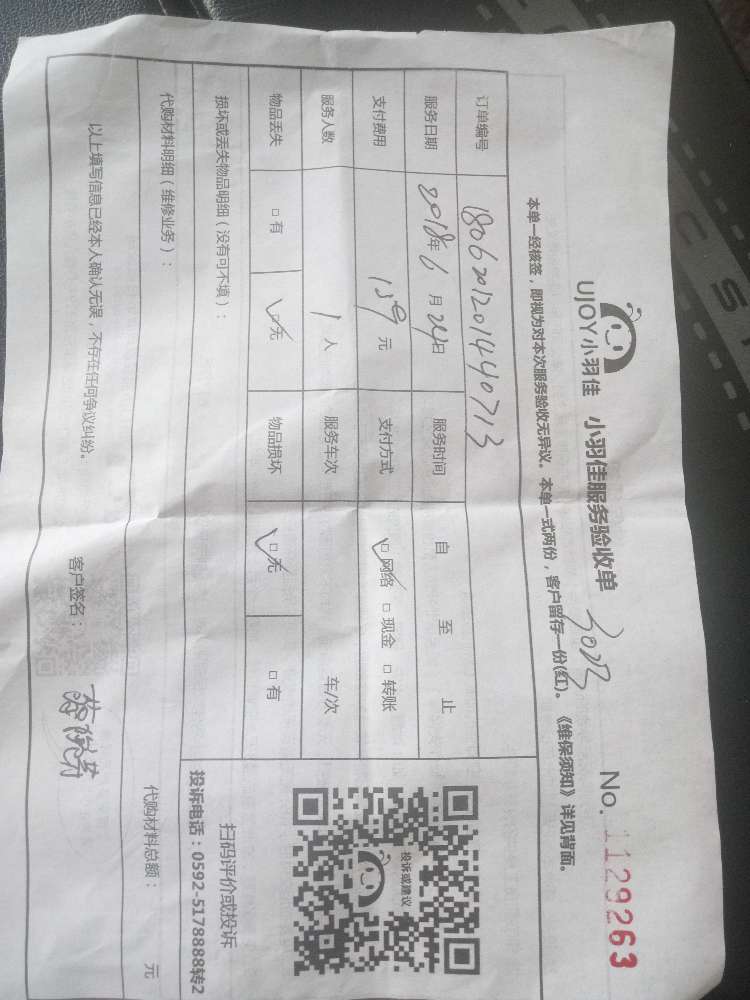 UJOY小羽佳 小羽佳服务验收单 No. 1129263
3023
本单一经核签，即视为对本次服务验收无异议。本单一式两份，客户留存一份(红)。《维保须知》详见背面。
订单编号 18062012014440713
服务日期 2018年6月24日 服务时间 自 至 止
支付费用 159元 支付方式 ☑网络 □现金 □转账
服务人数 1人 服务车次 车/次
物品丢失 □有 ☑无 物品损坏 ☑无 □有
损坏或丢失物品明细（没有可不填）：
投诉或建议
扫码评价或投诉
投诉电话：0592-5178888转2
代购材料明细（维修业务）： 代购材料总额： 元
以上填写信息已经本人确认无误，不存在任何争议纠纷。 客户签名：